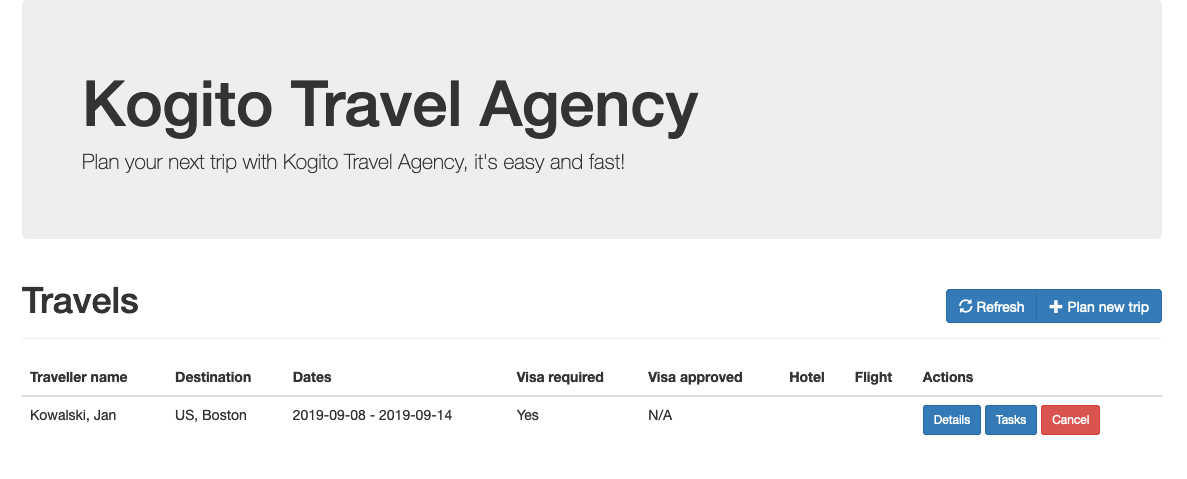 Kogito Travel Agency
Plan your next trip with Kogito Travel Agency, it's easy and fast!
Travels
Refresh Plan new trip
Traveller name Destination Dates Visa required Visa approved Hotel Flight Actions
Kowalski, Jan US, Boston 2019-09-08 - 2019-09-14 Yes N/A Details Tasks Cancel